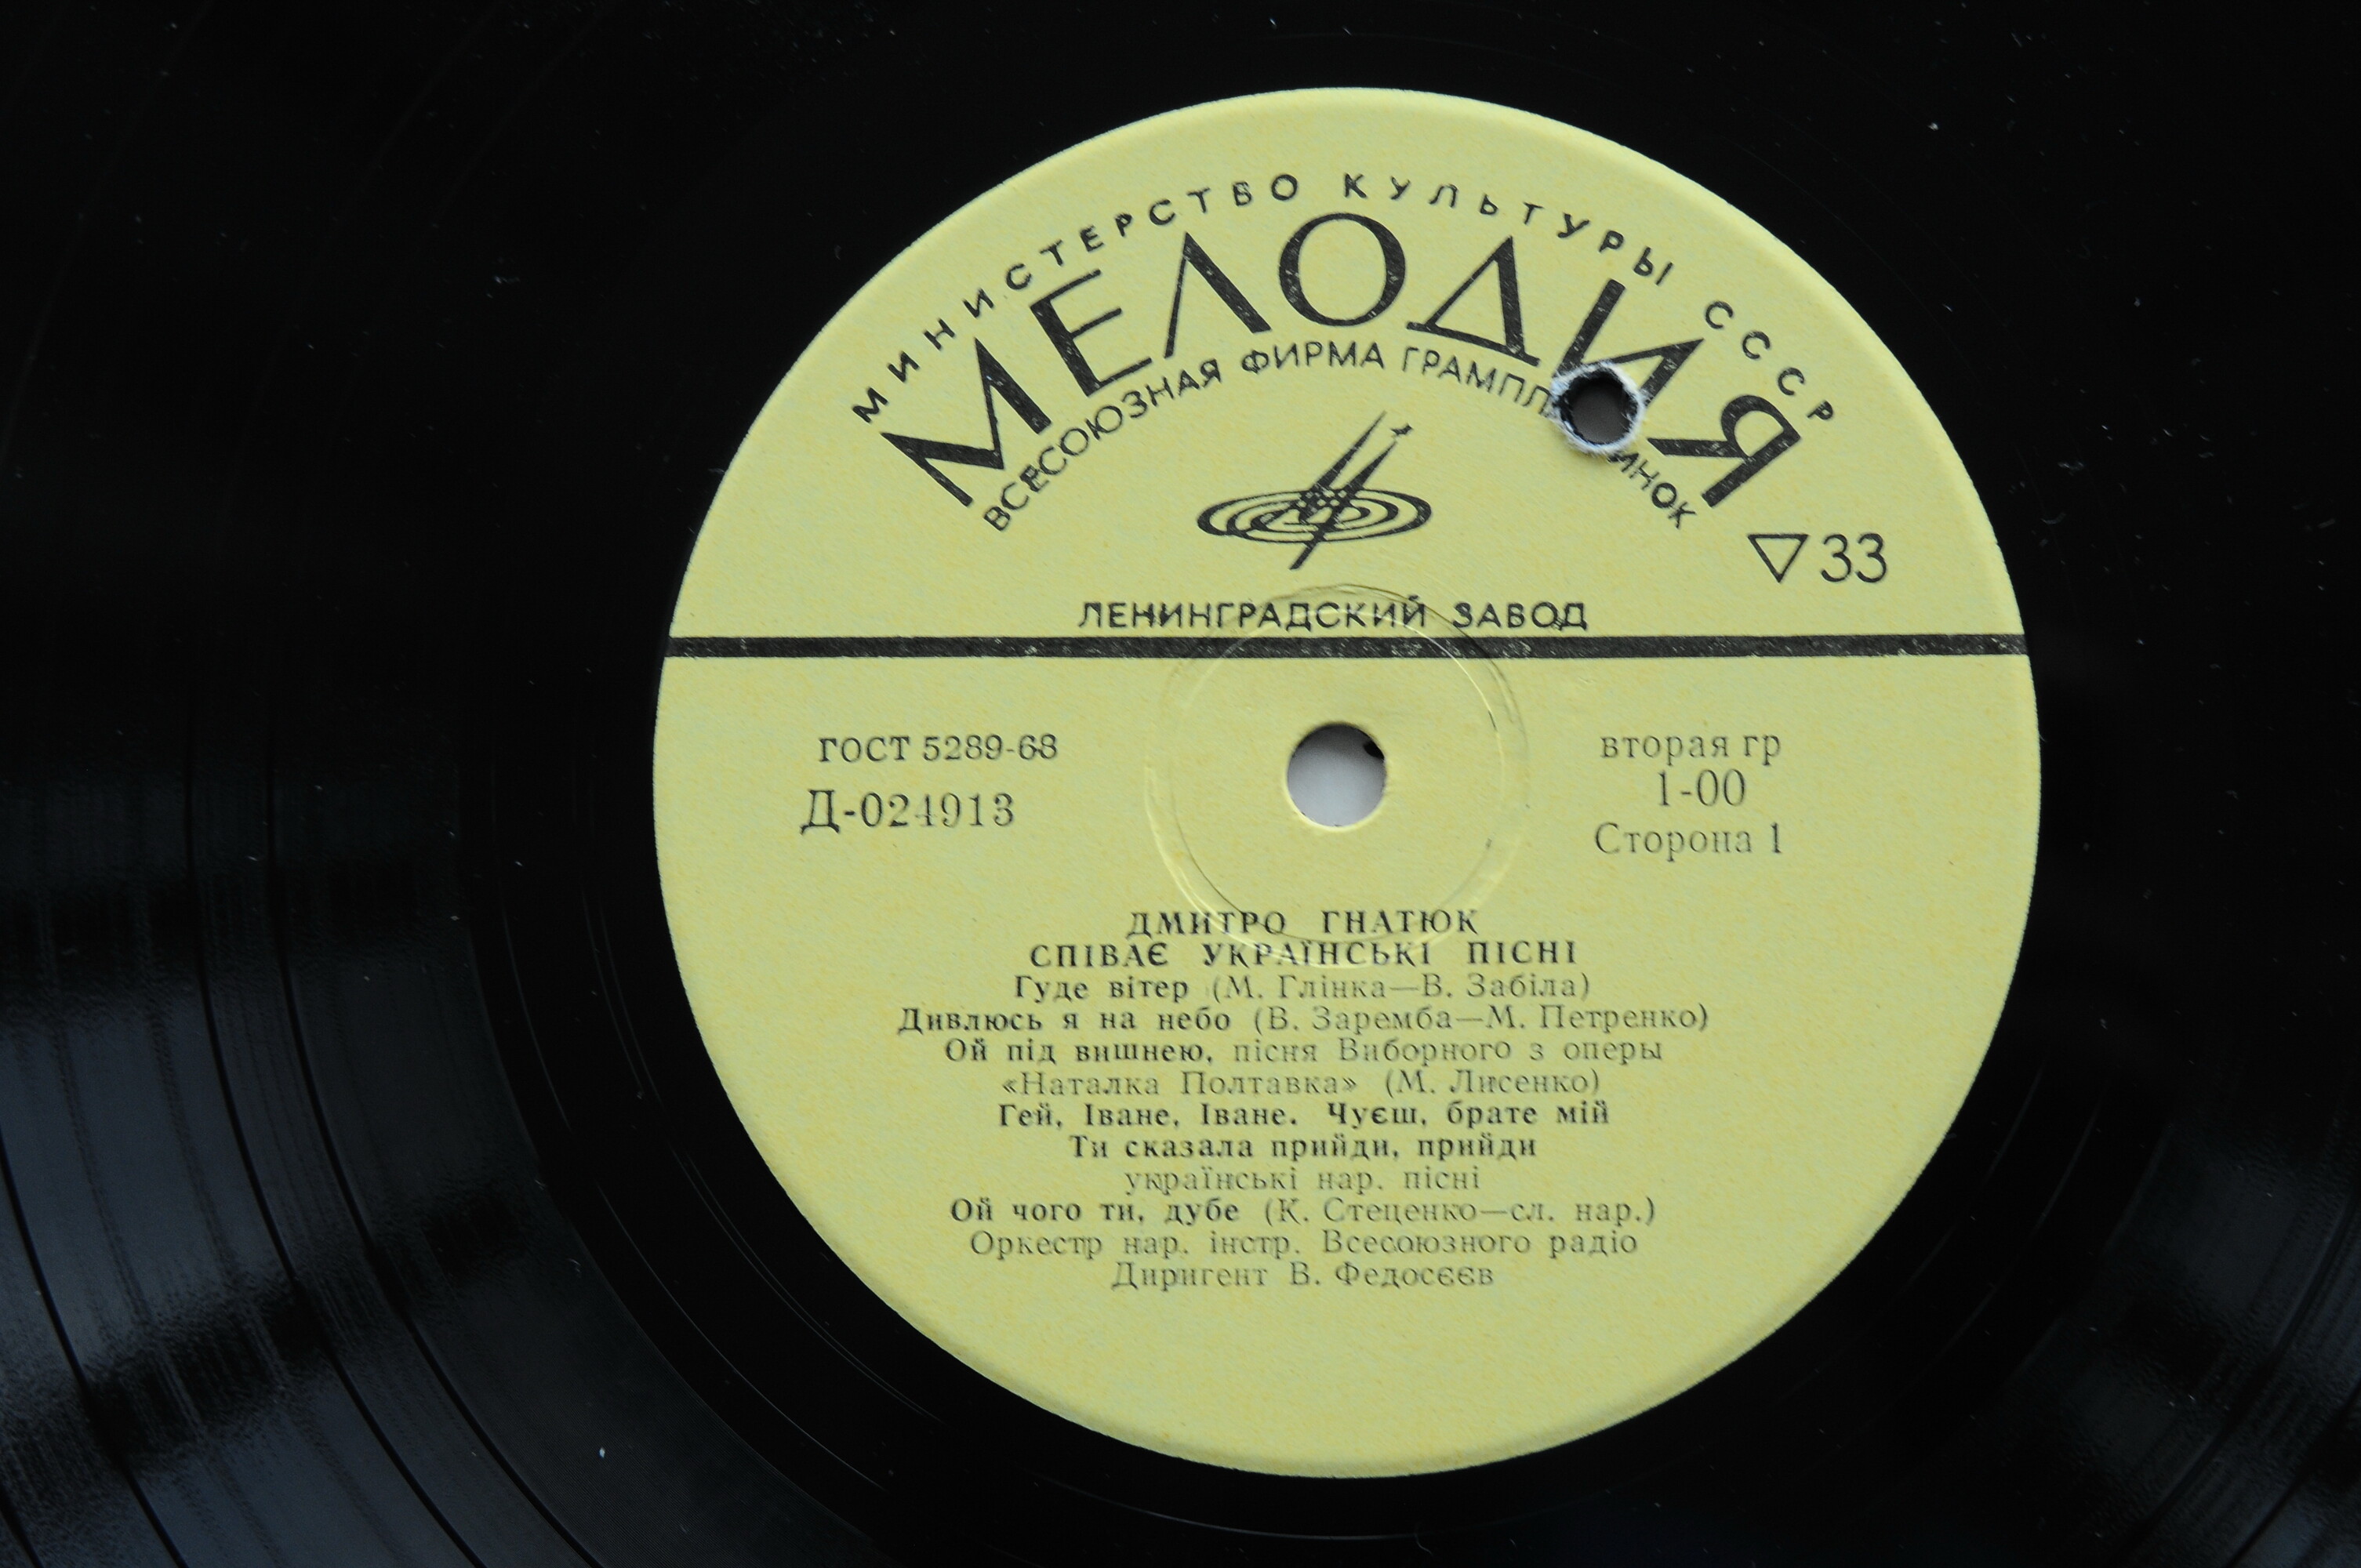 МИНИСТЕРСТВО КУЛЬТУРЫ СССР
МЕЛОДИЯ
ВСЕСОЮЗНАЯ ФИРМА
▽33
ЛЕНИНГРАДСКИЙ ЗАВОД
ГОСТ 5289-68
Д-024913
вторая гр
1-00
Сторона 1
ДМИТРО ГНАТЮК
СПІВАЄ УКРАЇНСЬКІ ПІСНІ
Гуде вітер (М. Глінка—В. Забіла)
Дивлюсь я на небо (В. Заремба—М. Петренко)
Ой під вишнею, пісня Виборного з оперы
«Наталка Полтавка» (М. Лисенко)
Гей, Іване, Іване. Чуєш, брате мій
Ти сказала прийди, прийди
українські нар. пісні
Ой чого ти, дубе (К. Стеценко—сл. нар.)
Оркестр нар. інстр. Всесоюзного радіо
Диригент В. Федосєєв